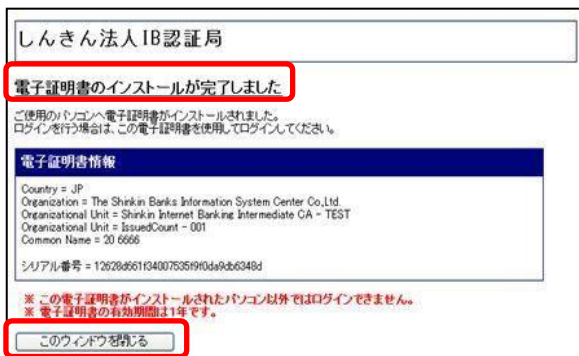 しんきん法人IB認証局
電子証明書のインストールが完了しました
ご使用のパソコンへ電子証明書がインストールされました。
ログインを行う場合は、この電子証明書を使用してログインしてください。
電子証明書情報
Country = JP
Organization = The Shinkin Banks Information System Center Co.,Ltd.
Organizational Unit = Shinkin Internet Banking Intermediate CA - TEST
Organizational Unit = IssuedCount - 001
Common Name = 20 6666
シリアル番号 =
※ この電子証明書がインストールされたパソコン以外ではログインできません。
※ 電子証明書の有効期間は1年です。
このウィンドウを閉じる